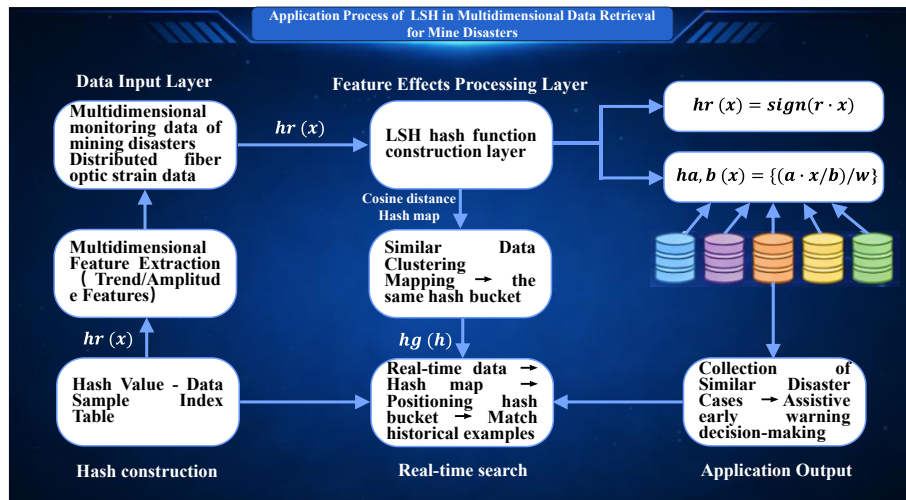 Application Process of LSH in Multidimensional Data Retrieval
for Mine Disasters
Data Input Layer
Multidimensional
monitoring data of
mining disasters
Distributed fiber
optic strain data
hr (x)
Feature Effects Processing Layer
LSH hash function
construction layer
hr (x) = sign(r · x)
ha, b (x) = {(a · x/b)/w}
Cosine distance
Hash map
Multidimensional
Feature Extraction
( Trend/Amplitud
e Features)
Similar Data
Clustering
Mapping → the
same hash bucket
hr (x)
hg (h)
Hash Value - Data
Sample Index
Table
Real-time data →
Hash map →
Positioning hash
bucket → Match
historical examples
Collection of
Similar Disaster
Cases → Assistive
early warning
decision-making
Hash construction
Real-time search
Application Output